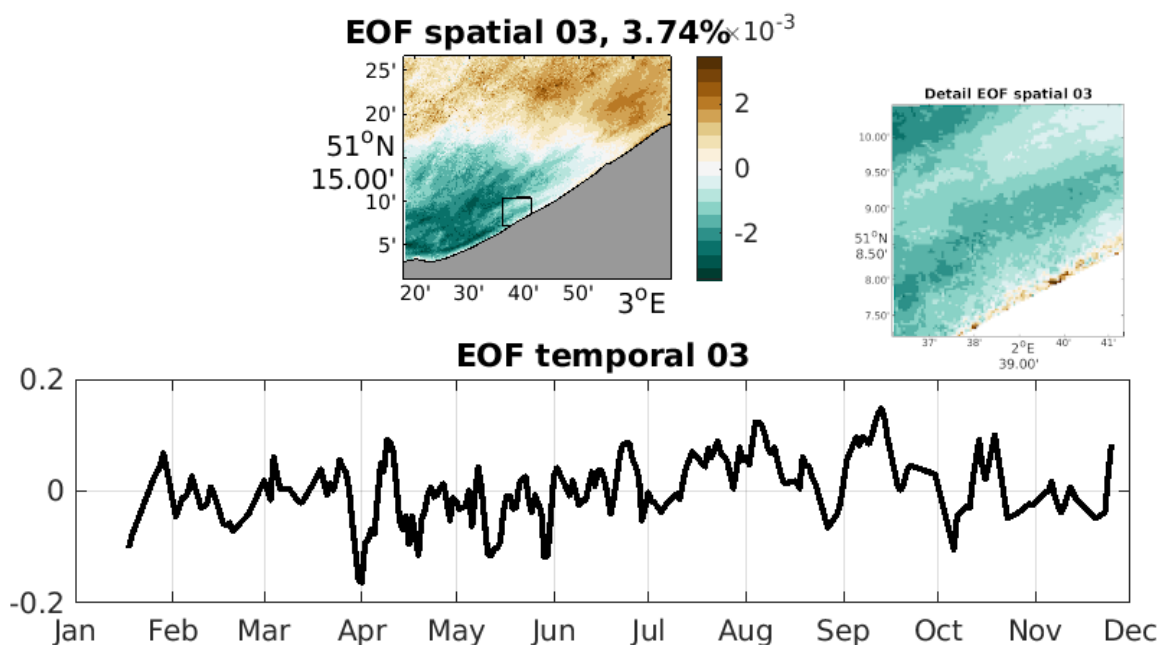 EOF spatial 03, 3.74%
×10⁻³
25'
20'
51°N
15.00'
10'
5'
20' 30' 40' 50' 3°E
2
0
-2
Detail EOF spatial 03
10.00'
9.50'
9.00'
51°N
8.50'
8.00'
7.50'
37' 38' 2°E 40' 41'
39.00'
EOF temporal 03
0.2
0
-0.2
Jan Feb Mar Apr May Jun Jul Aug Sep Oct Nov Dec